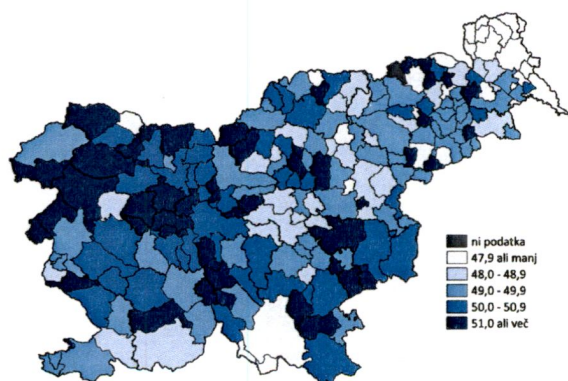 ni podatka
47,9 ali manj
48,0 - 48,9
49,0 - 49,9
50,0 - 50,9
51,0 ali več